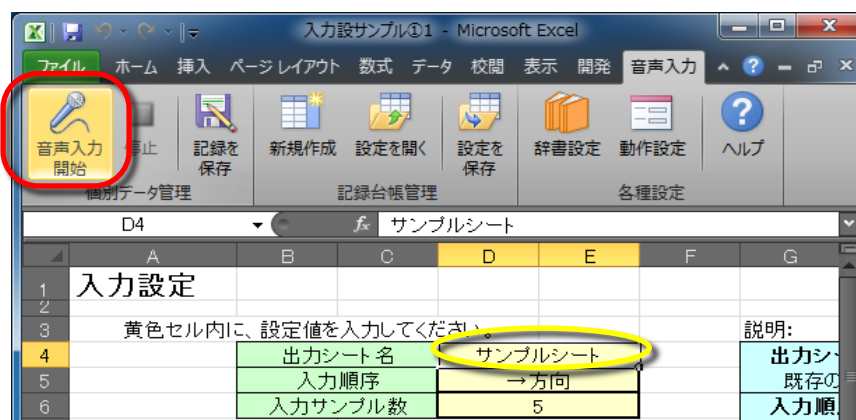 入力設サンプル①1 - Microsoft Excel
ファイル ホーム 挿入 ページ レイアウト 数式 データ 校閲 表示 開発 音声入力
音声入力開始 停止 記録を保存 新規作成 設定を開く 設定を保存 辞書設定 動作設定 ヘルプ
個別データ管理 記録台帳管理 各種設定
D4 fx サンプルシート
A B C D E F G
1 入力設定
2
3 黄色セル内に、設定値を入力してください。 説明:
4 出力シート名 サンプルシート 出力シ
5 入力順序 →方向 既存の
6 入力サンプル数 5 入力順